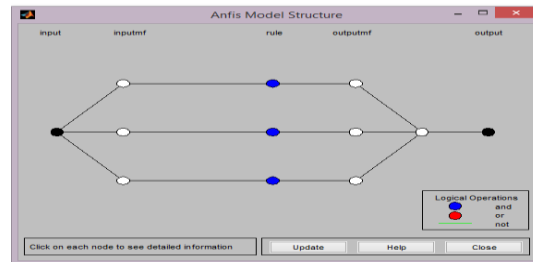 Anfis Model Structure
input inputmf rule outputmf output
Logical Operations
and
or
not
Click on each node to see detailed information Update Help Close